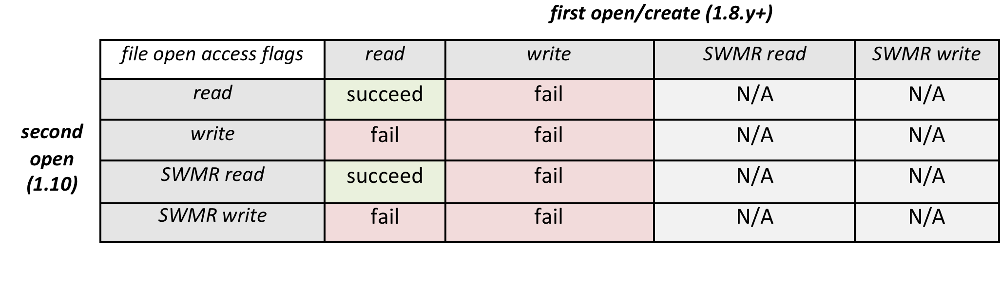 first open/create (1.8.y+)
file open access flags read write SWMR read SWMR write
read succeed fail N/A N/A
second
open
(1.10)
write fail fail N/A N/A
SWMR read succeed fail N/A N/A
SWMR write fail fail N/A N/A